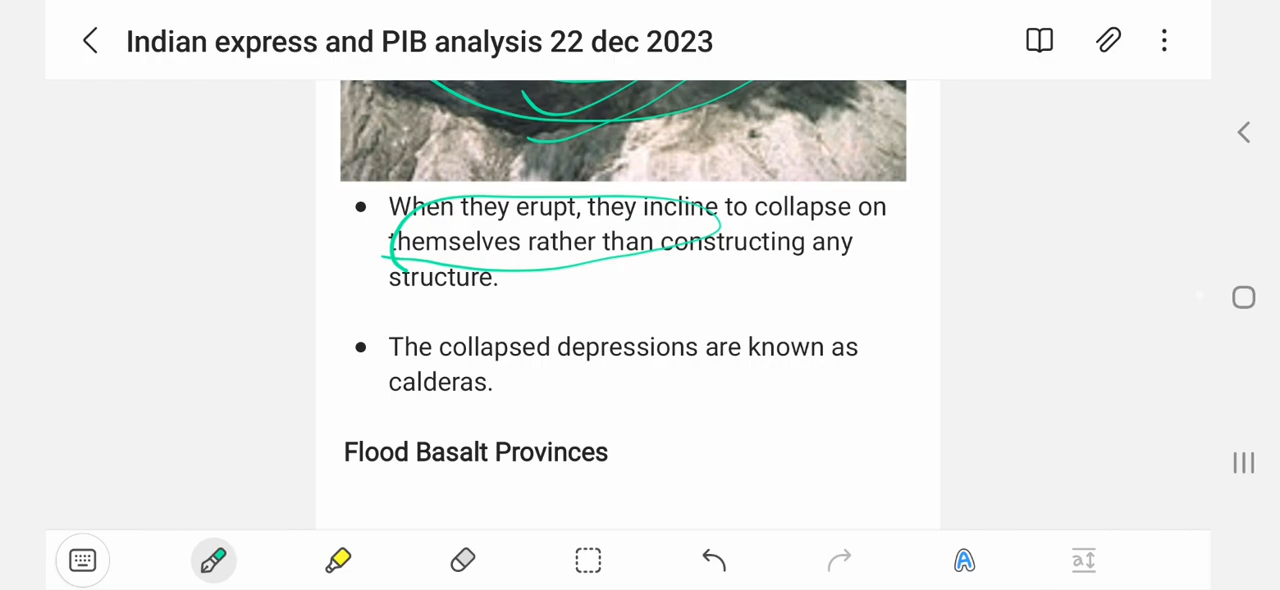 Indian express and PIB analysis 22 dec 2023
• When they erupt, they incline to collapse on
themselves rather than constructing any
structure.
• The collapsed depressions are known as
calderas.
Flood Basalt Provinces
A
a